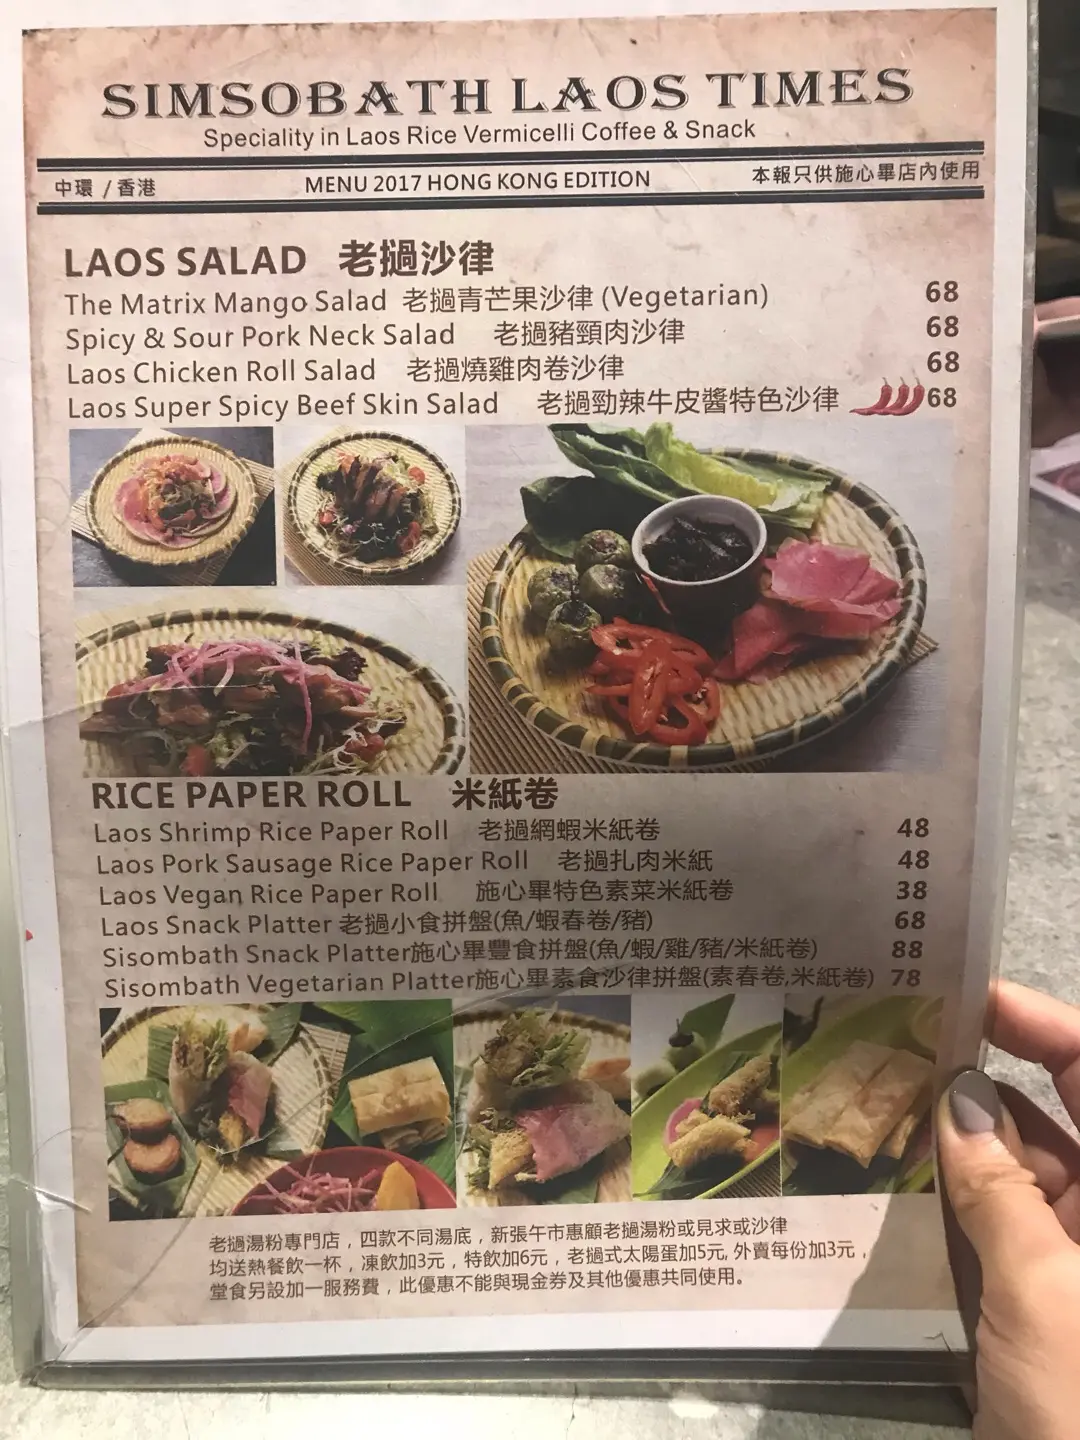 SIMSOBATH LAOS TIMES
Speciality in Laos Rice Vermicelli Coffee & Snack
中環 / 香港 MENU 2017 HONG KONG EDITION 本報只供施心畢店內使用
LAOS SALAD 老撾沙律
The Matrix Mango Salad 老撾青芒果沙律 (Vegetarian) 68
Spicy & Sour Pork Neck Salad 老撾豬頸肉沙律 68
Laos Chicken Roll Salad 老撾燒雞肉卷沙律 68
Laos Super Spicy Beef Skin Salad 老撾勁辣牛皮醬特色沙律 68
RICE PAPER ROLL 米紙卷
Laos Shrimp Rice Paper Roll 老撾網蝦米紙卷 48
Laos Pork Sausage Rice Paper Roll 老撾扎肉米紙 48
Laos Vegan Rice Paper Roll 施心畢特色素菜米紙卷 38
Laos Snack Platter 老撾小食拼盤(魚/蝦春卷/豬) 68
Sisombath Snack Platter施心畢豐食拼盤(魚/蝦/雞/豬/米紙卷) 88
Sisombath Vegetarian Platter施心畢素食沙律拼盤(素春卷,米紙卷) 78
老撾湯粉專門店，四款不同湯底，新張午市惠顧老撾湯粉或見求或沙律
均送熱餐飲一杯，凍飲加3元，特飲加6元，老撾式太陽蛋加5元, 外賣每份加3元，
堂食另設加一服務費，此優惠不能與現金券及其他優惠共同使用。